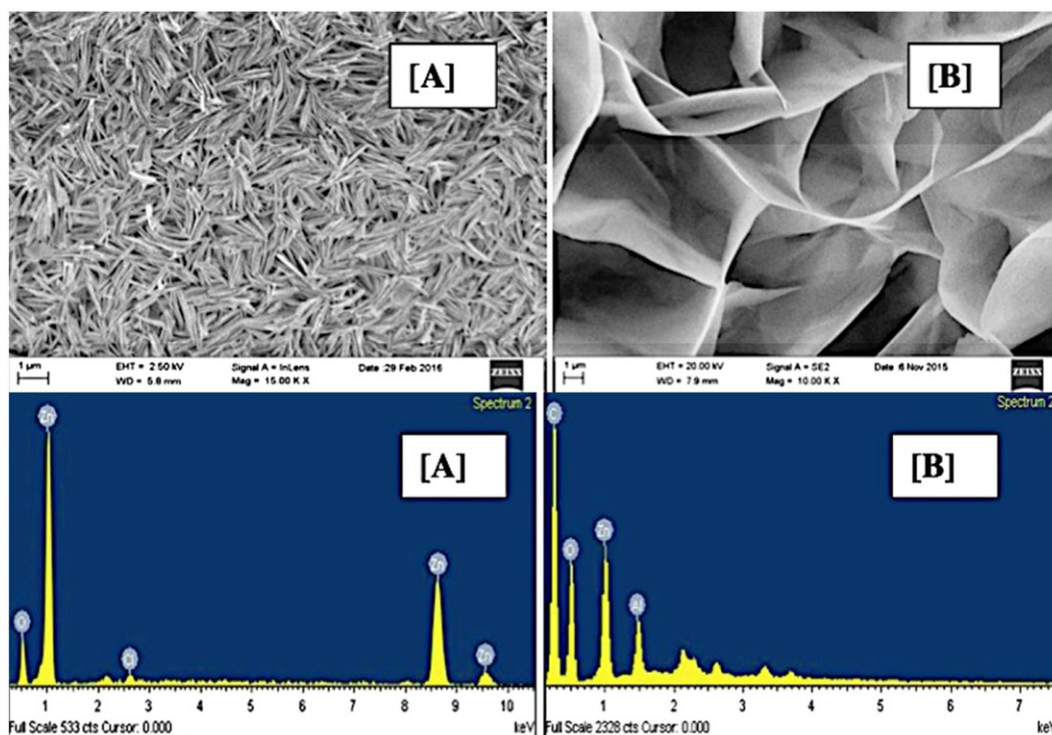 [A]
[B]
1 µm
EHT = 2.50 kV
Signal A = InLens
Date :29 Feb 2016
WD = 5.8 mm
Mag = 15.00 K X
ZEISS
1 µm
EHT = 20.00 kV
Signal A = SE2
Date :6 Nov 2015
WD = 7.9 mm
Mag = 10.00 K X
ZEISS
Spectrum 2
[A]
Zn
O
Cl
Zn
Zn
1 2 3 4 5 6 7 8 9 10
Full Scale 533 cts Cursor: 0.000
keV
Spectrum 2
[B]
C
O
Zn
Al
1 2 3 4 5 6 7
Full Scale 2328 cts Cursor: 0.000
keV